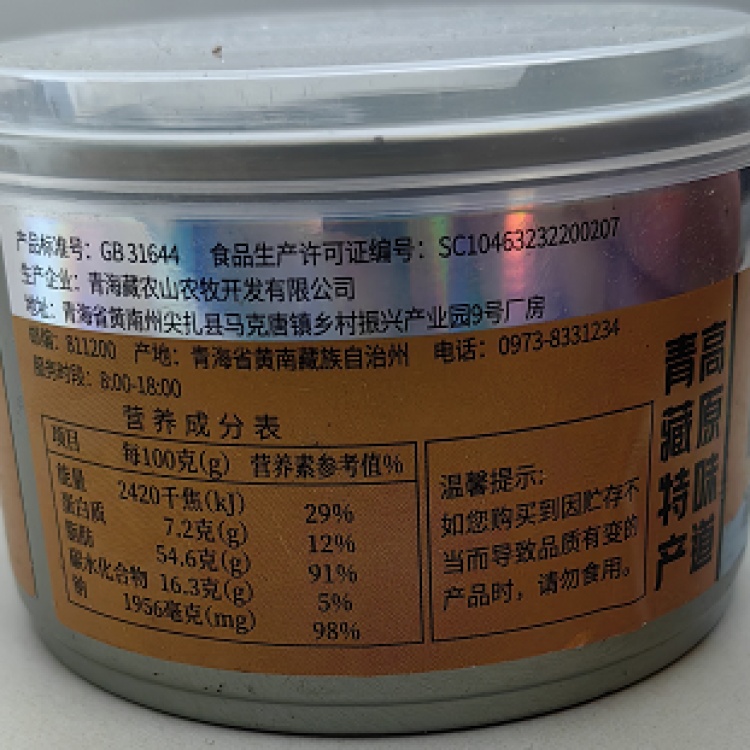 产品标准号：GB 31644 食品生产许可证编号：SC10463232200207
生产企业：青海藏农山农牧开发有限公司
地址：青海省黄南州尖扎县马克唐镇乡村振兴产业园9号厂房
邮编：811200 产地：青海省黄南藏族自治州 电话：0973-8331234
服务时段：8:00-18:00
营养成分表
项目 每100克(g) 营养素参考值%
能量 2420千焦(kJ) 29%
蛋白质 7.2克(g) 12%
脂肪 54.6克(g) 91%
碳水化合物 16.3克(g) 5%
钠 1956毫克(mg) 98%
温馨提示：
如您购买到因贮存不
当而导致品质有变的
产品时，请勿食用。
高原味道
青藏特产